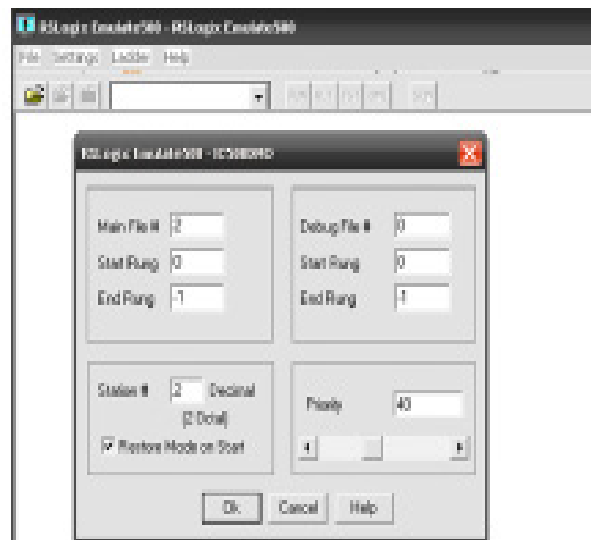 RSLogix Emulate500 - RSLogix Emulate500
File Settings Ladder Help
RSLogix Emulate500 -
Main File # 2
Start Rung 0
End Rung -1
Debug File # 0
Start Rung 0
End Rung -1
Station # 2 Decimal
(2 Octal)
Restore Mode on Start
Priority 40
Ok Cancel Help